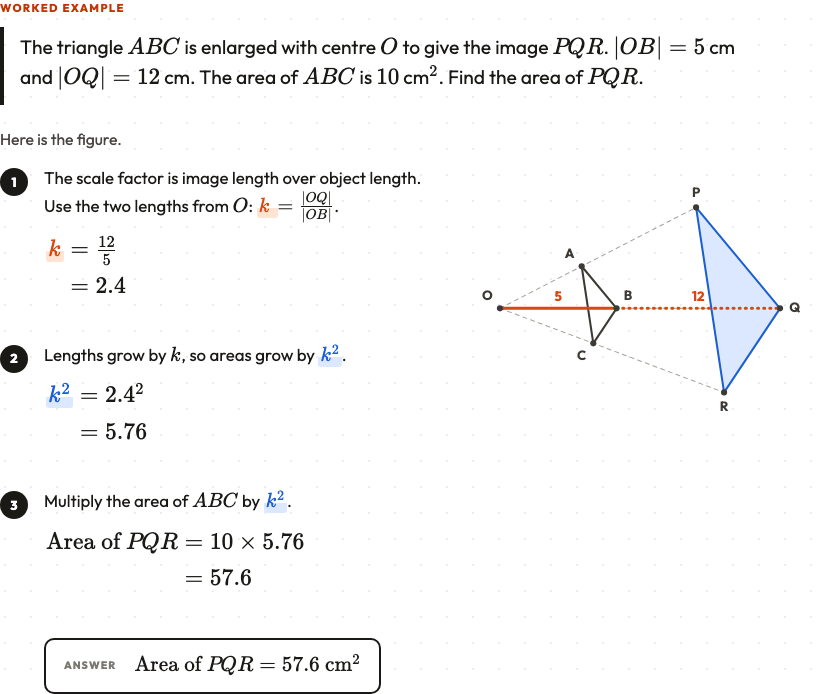 WORKED EXAMPLE
The triangle ABC is enlarged with centre O to give the image PQR. |OB| = 5 cm
and |OQ| = 12 cm. The area of ABC is 10 cm². Find the area of PQR.
Here is the figure.
1 The scale factor is image length over object length.
Use the two lengths from O: k = |OQ|/|OB|.
k = 12/5
= 2.4
2 Lengths grow by k, so areas grow by k².
k² = 2.4²
= 5.76
3 Multiply the area of ABC by k².
Area of PQR = 10 × 5.76
= 57.6
ANSWER Area of PQR = 57.6 cm²
P
A
O 5 B 12 Q
C
R